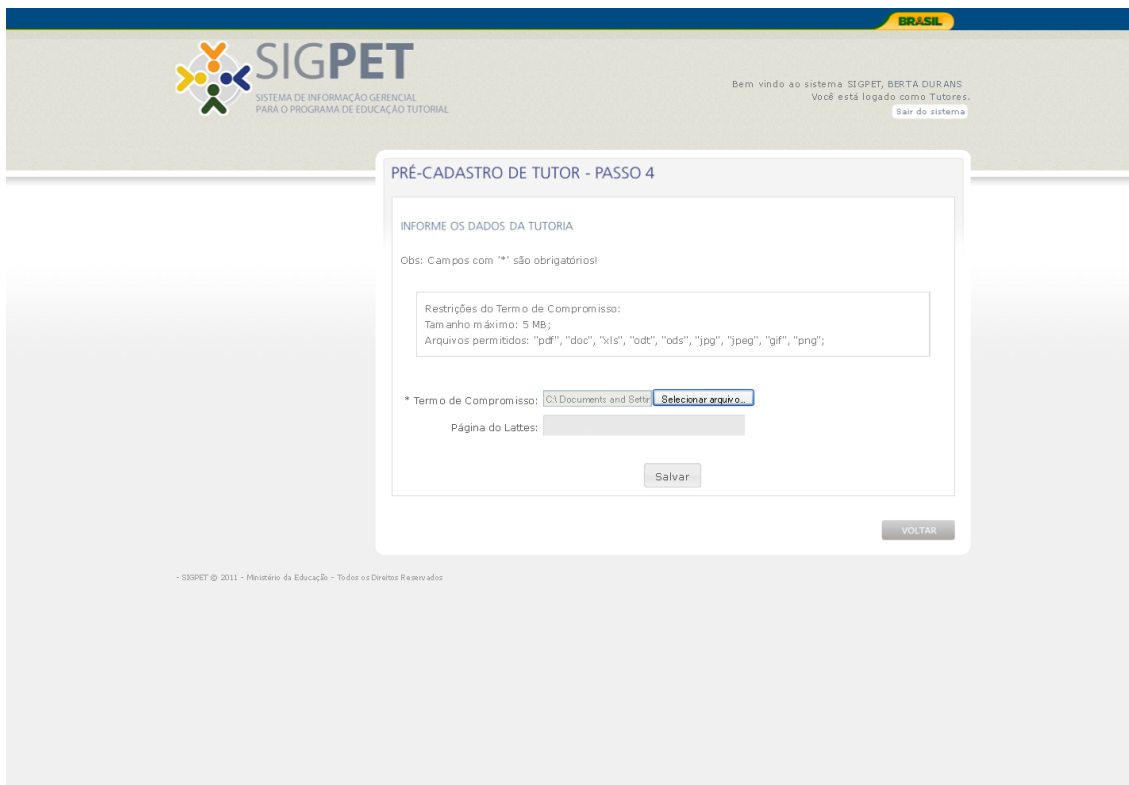 BRASIL
SIGPET
SISTEMA DE INFORMAÇÃO GERENCIAL
PARA O PROGRAMA DE EDUCAÇÃO TUTORIAL
Bem vindo ao sistema SIGPET, BERTA DURANS
Você está logado como Tutores.
Sair do sistema
PRÉ-CADASTRO DE TUTOR - PASSO 4
INFORME OS DADOS DA TUTORIA
Obs: Campos com '*' são obrigatórios!
Restrições do Termo de Compromisso:
Tamanho máximo: 5 MB;
Arquivos permitidos: "pdf", "doc", "xls", "odt", "ods", "jpg", "jpeg", "gif", "png";
* Termo de Compromisso: C:\Documents and Settin Selecionar arquivo...
Página do Lattes:
Salvar
VOLTAR
- SIGPET © 2011 - Ministério da Educação - Todos os Direitos Reservados